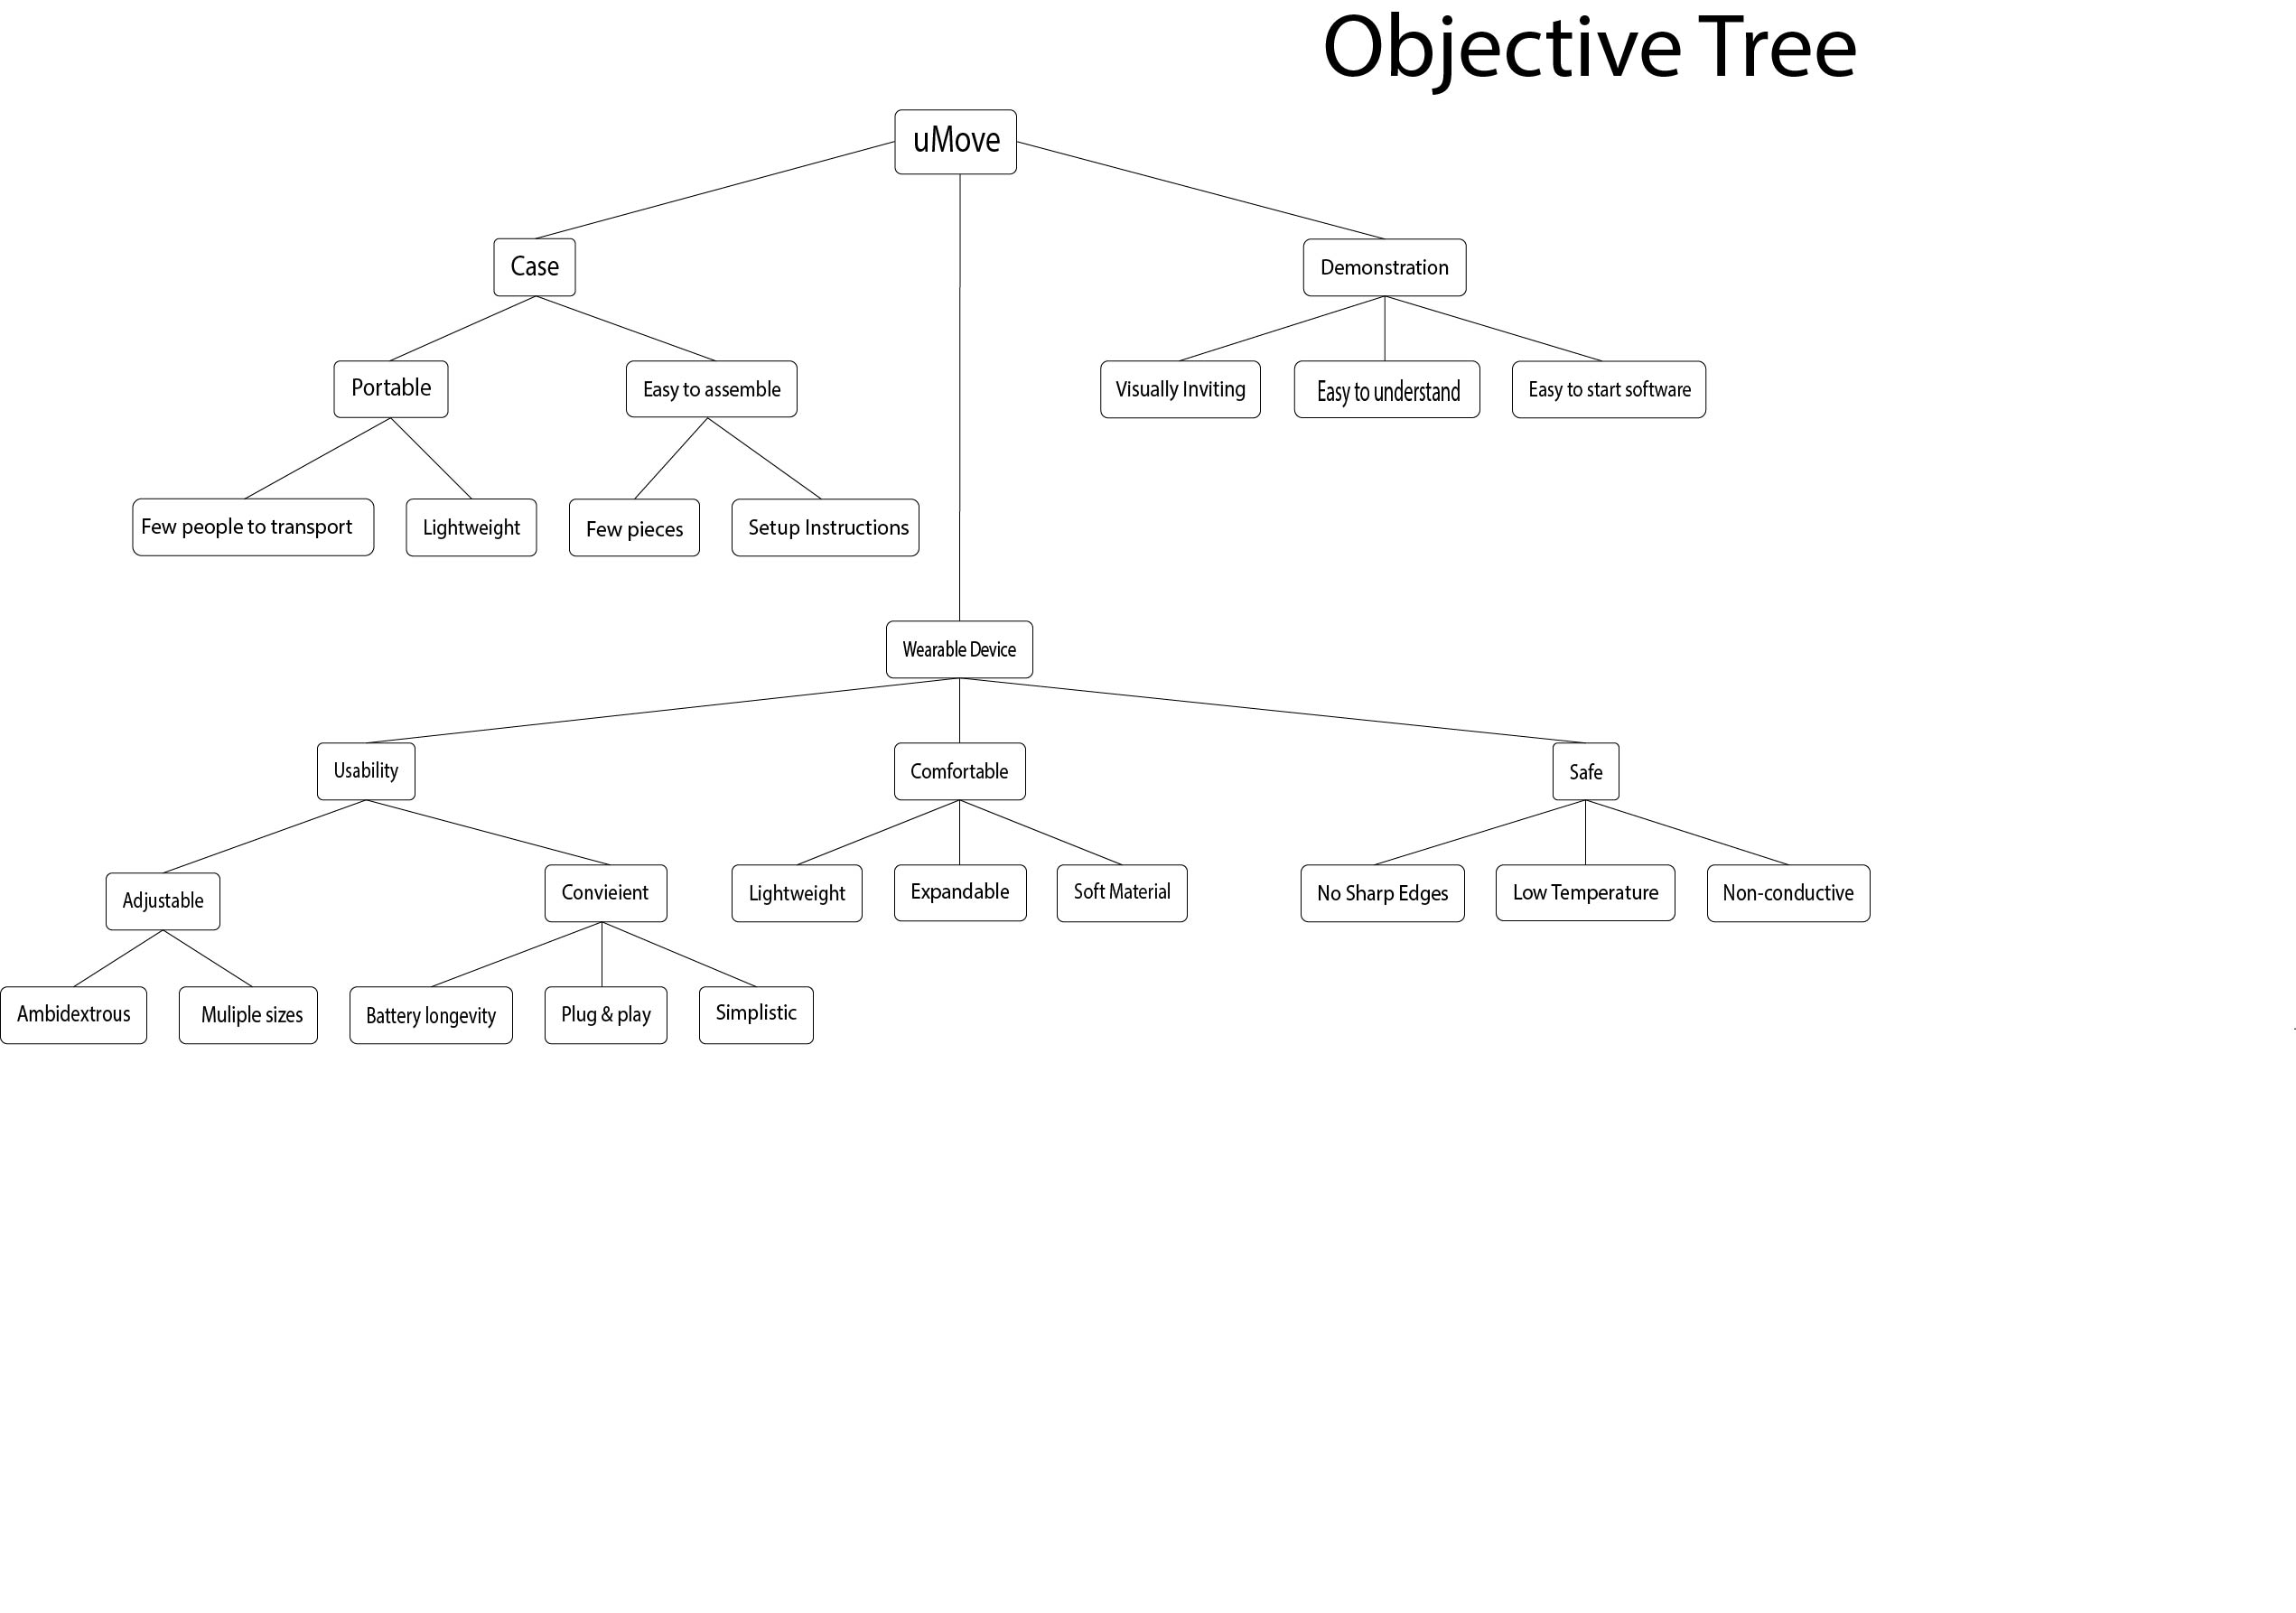 Objective Tree
uMove
Case
Demonstration
Portable
Easy to assemble
Visually Inviting
Easy to understand
Easy to start software
Few people to transport
Lightweight
Few pieces
Setup Instructions
Wearable Device
Usability
Comfortable
Safe
Adjustable
Convieient
Lightweight
Expandable
Soft Material
No Sharp Edges
Low Temperature
Non-conductive
Ambidextrous
Muliple sizes
Battery longevity
Plug & play
Simplistic